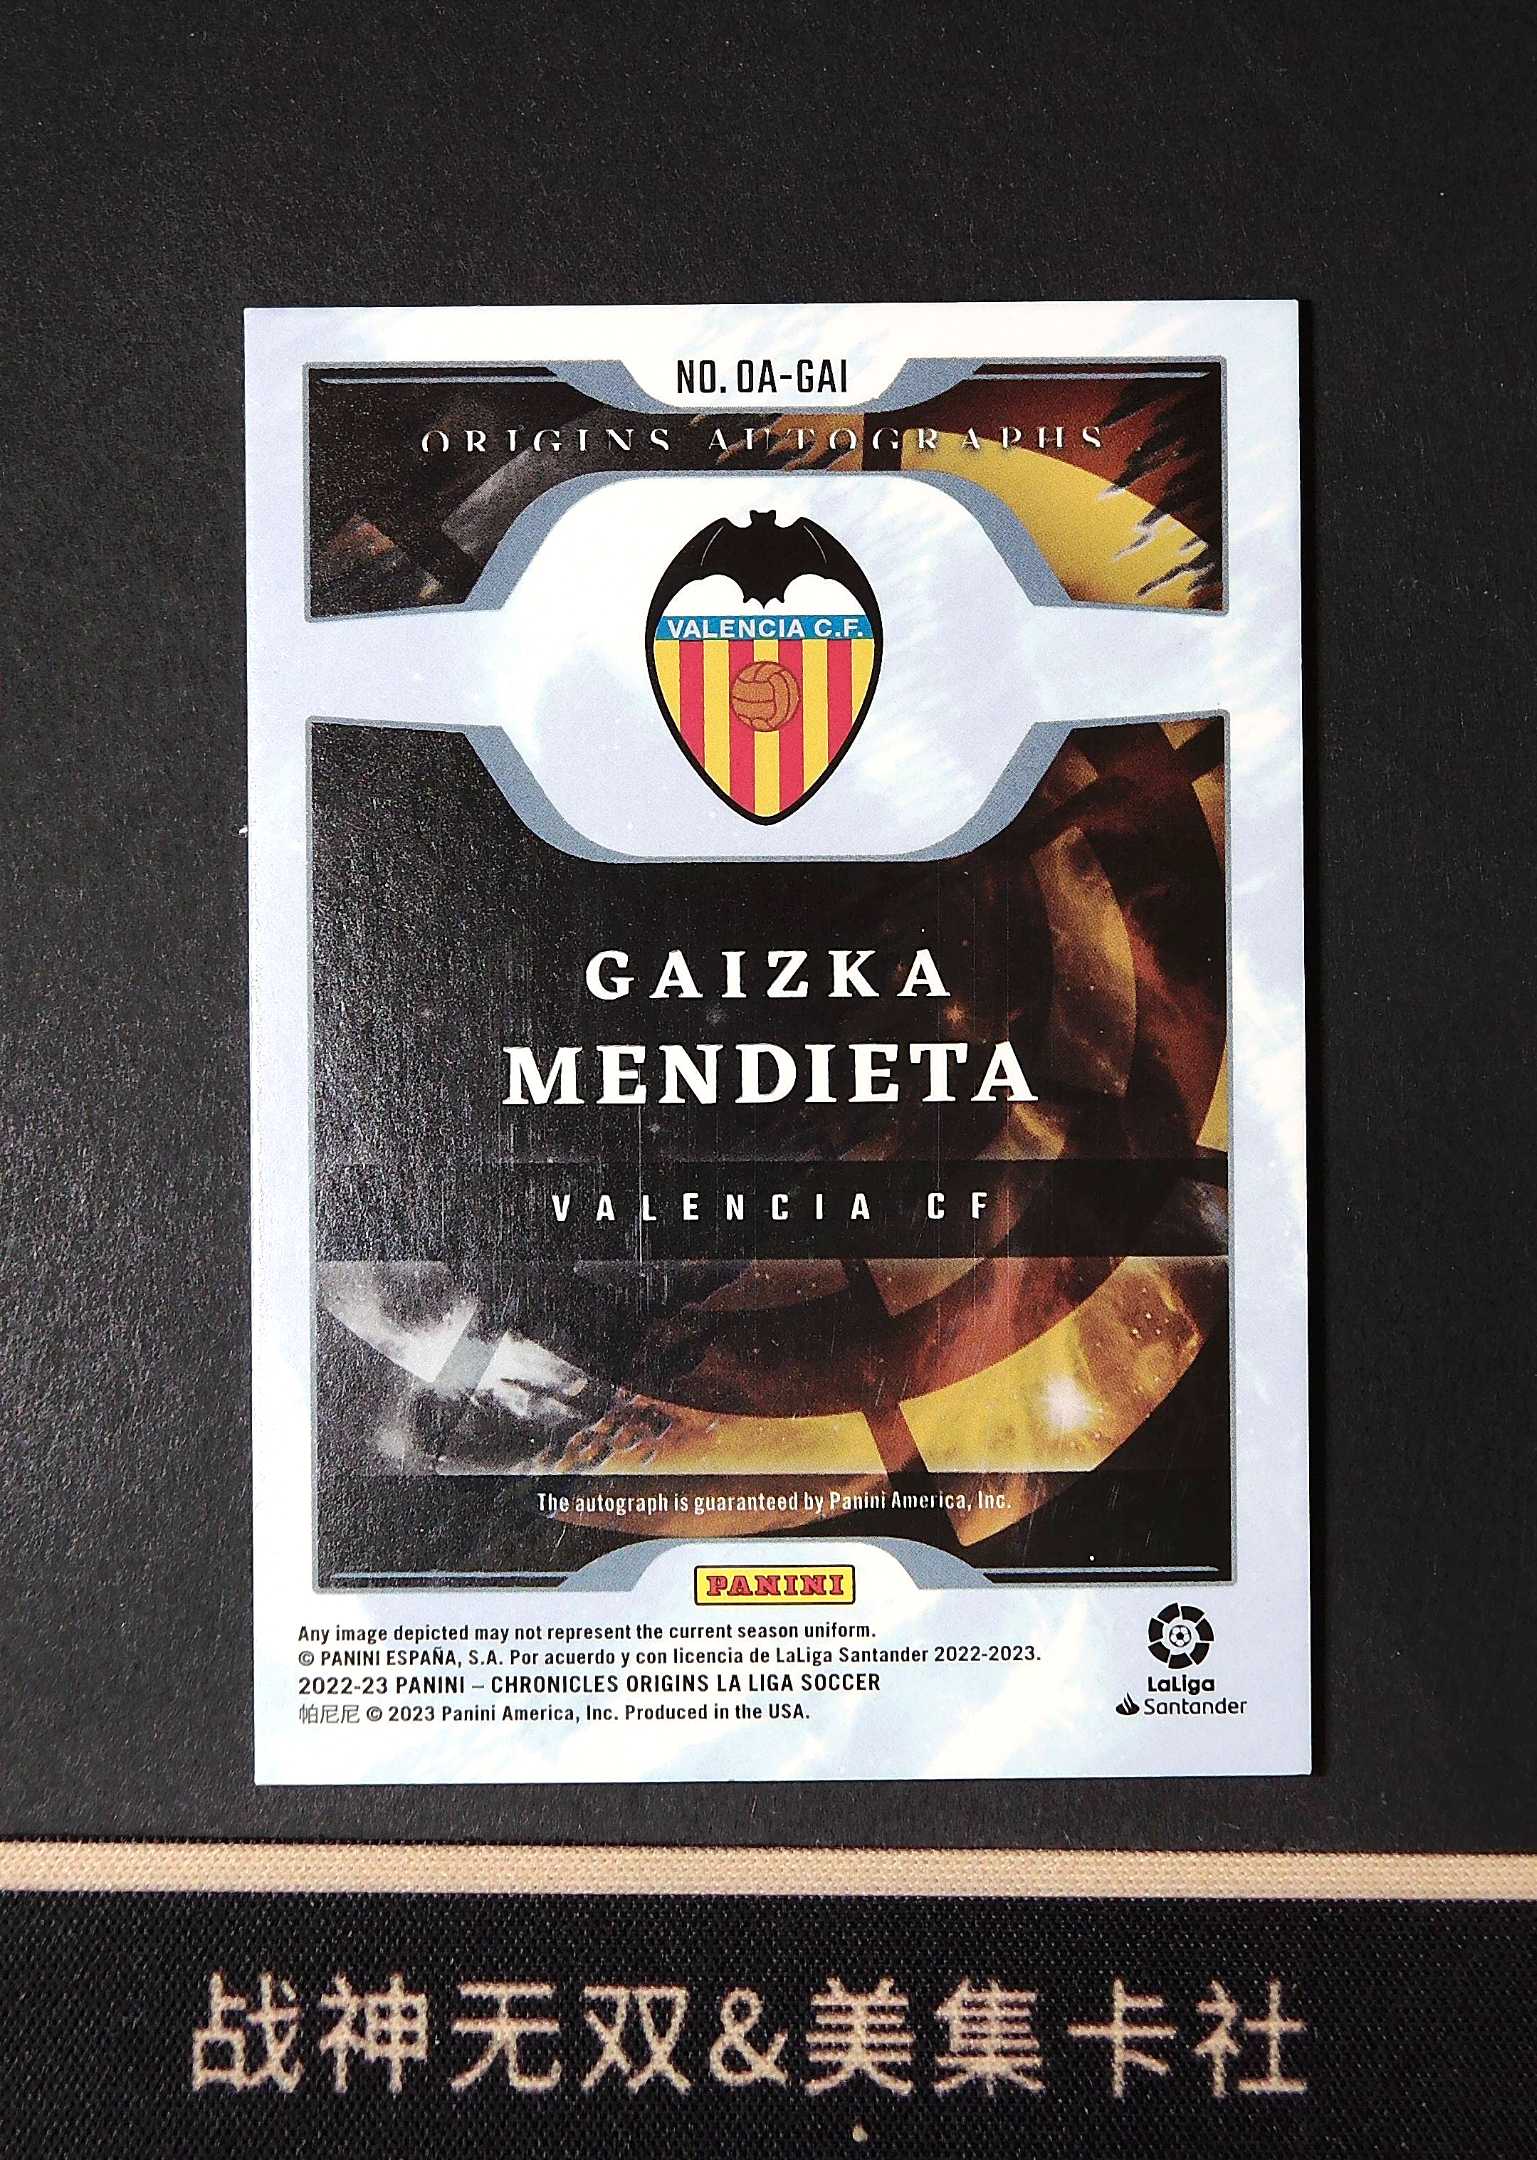 NO. OA-GAI
ORIGINS AUTOGRAPHS
VALENCIA C.F.
GAIZKA
MENDIETA
VALENCIA CF
The autograph is guaranteed by Panini America, Inc.
PANINI
Any image depicted may not represent the current season uniform.
© PANINI ESPAÑA, S.A. Por acuerdo y con licencia de LaLiga Santander 2022-2023.
2022-23 PANINI – CHRONICLES ORIGINS LA LIGA SOCCER
帕尼尼 © 2023 Panini America, Inc. Produced in the USA.
LaLiga
Santander
战神无双&美集卡社